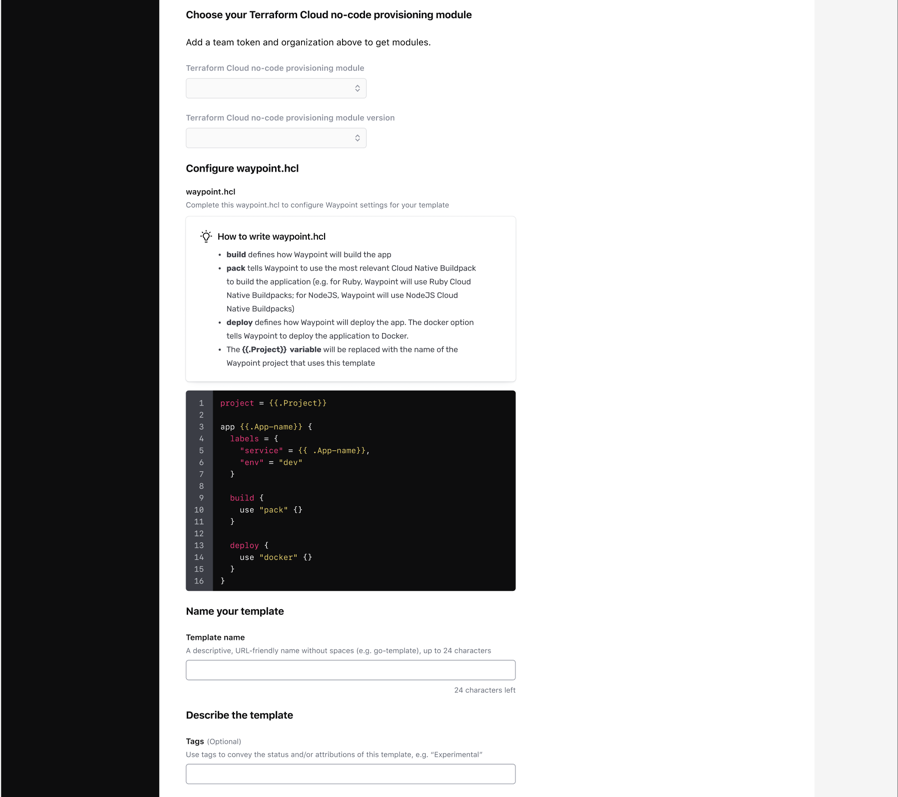 Choose your Terraform Cloud no-code provisioning module
Add a team token and organization above to get modules.
Terraform Cloud no-code provisioning module
Terraform Cloud no-code provisioning module version
Configure waypoint.hcl
waypoint.hcl
Complete this waypoint.hcl to configure Waypoint settings for your template
How to write waypoint.hcl
• build defines how Waypoint will build the app
• pack tells Waypoint to use the most relevant Cloud Native Buildpack
to build the application (e.g. for Ruby, Waypoint will use Ruby Cloud
Native Buildpacks; for NodeJS, Waypoint will use NodeJS Cloud
Native Buildpacks)
• deploy defines how Waypoint will deploy the app. The docker option
tells Waypoint to deploy the application to Docker.
• The {{.Project}} variable will be replaced with the name of the
Waypoint project that uses this template
1 project = {{.Project}}
2
3 app {{.App-name}} {
4   labels = {
5     "service" = {{ .App-name}},
6     "env" = "dev"
7   }
8
9   build {
10     use "pack" {}
11   }
12
13   deploy {
14     use "docker" {}
15   }
16 }
Name your template
Template name
A descriptive, URL-friendly name without spaces (e.g. go-template), up to 24 characters
24 characters left
Describe the template
Tags (Optional)
Use tags to convey the status and/or attributions of this template, e.g. “Experimental”